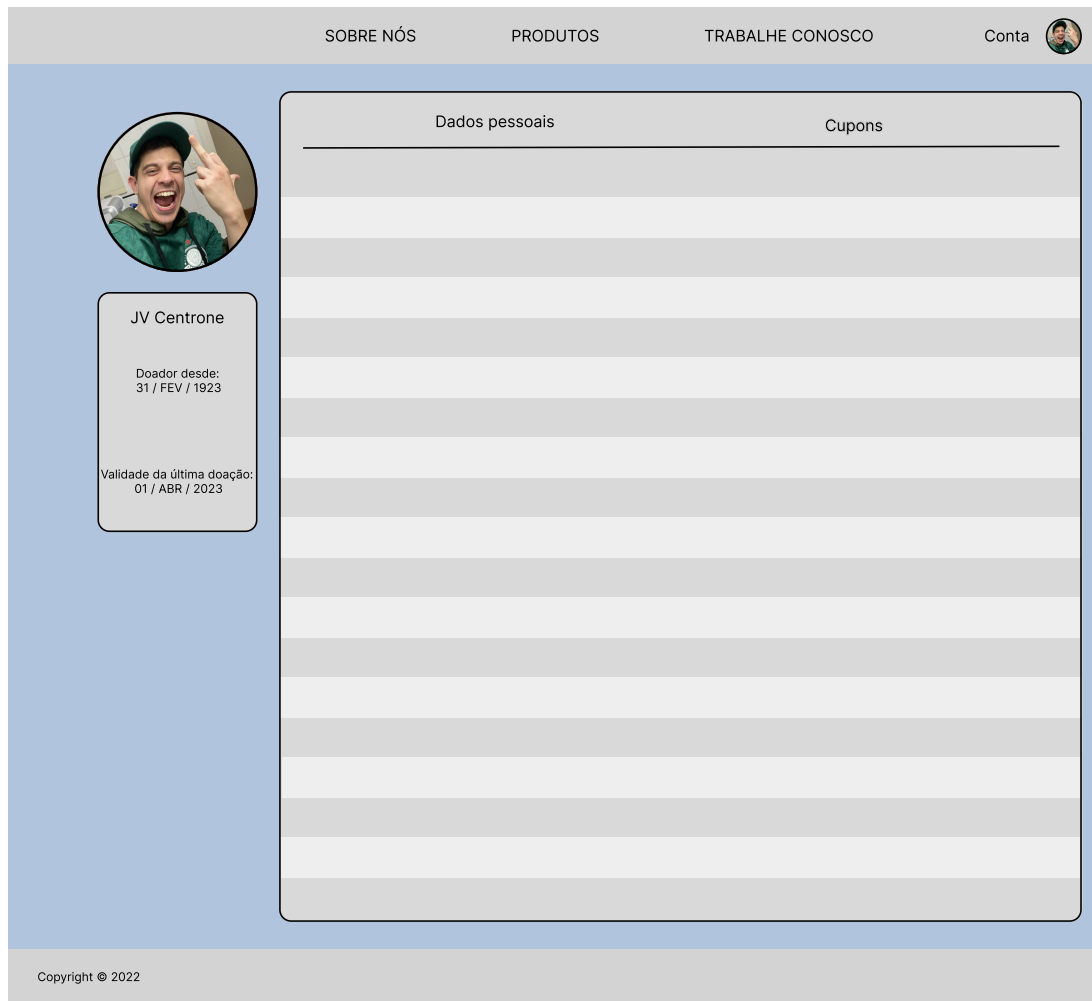 SOBRE NÓS
PRODUTOS
TRABALHE CONOSCO
Conta
Dados pessoais
Cupons
JV Centrone
Doador desde:
31 / FEV / 1923
Validade da última doação:
01 / ABR / 2023
Copyright © 2022